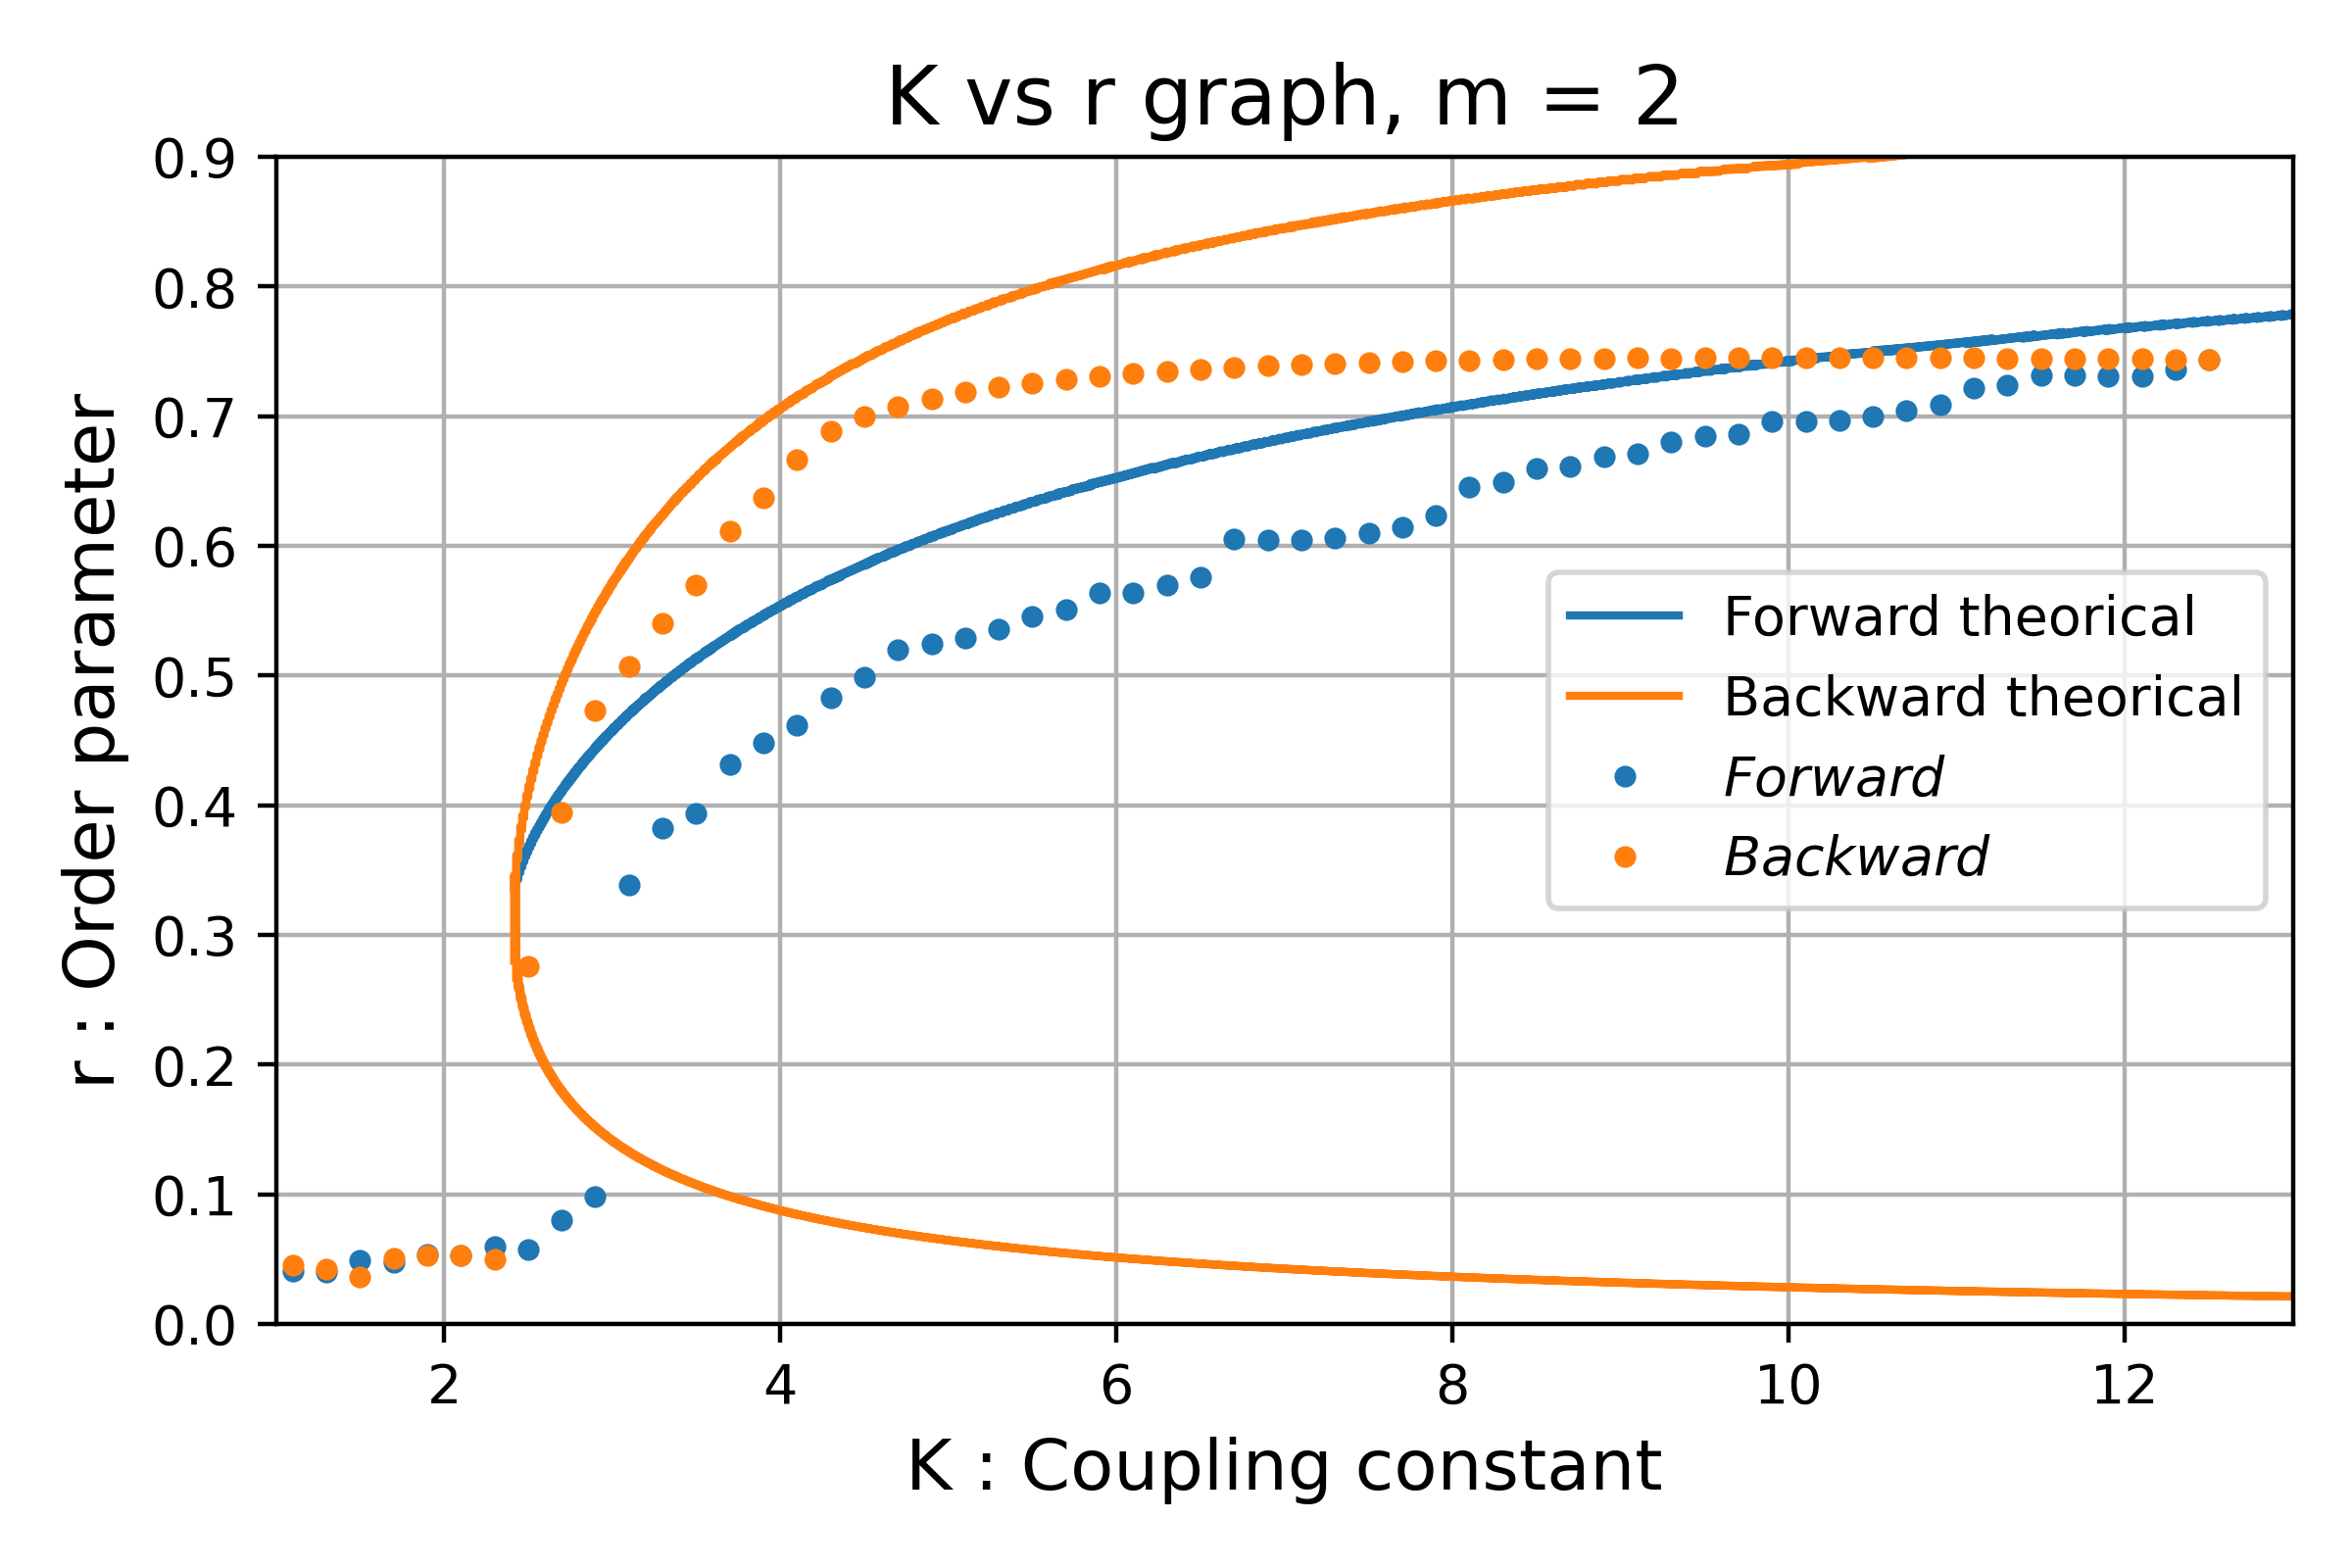 K vs r graph, m = 2
0.9
0.8
0.7
0.6
0.5
0.4
0.3
0.2
0.1
0.0
r : Order parameter
Forward theorical
Backward theorical
Forward
Backward
2 4 6 8 10 12
K : Coupling constant